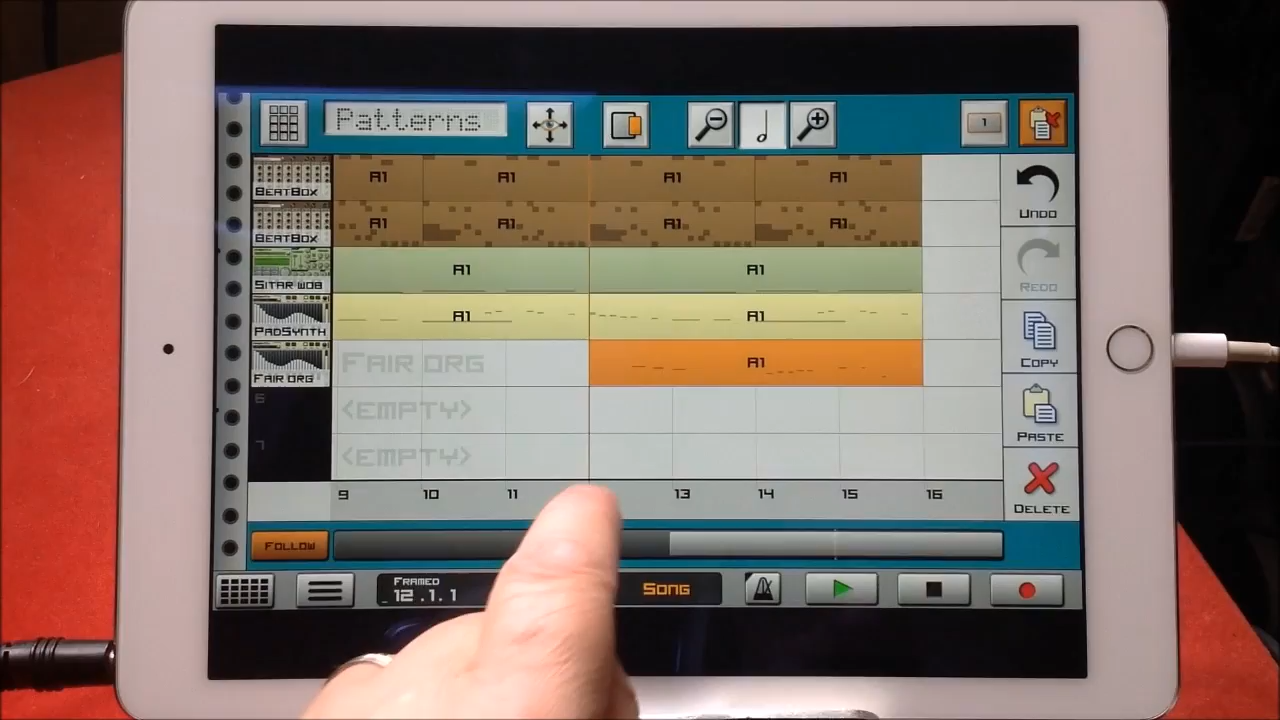 Patterns
1
BeatBox A1 A1 A1 A1
BeatBox A1 A1 A1 A1
Sitar wob A1 A1
PadSynth A1 A1
Fair org Fair org A1
6 <Empty>
7 <Empty>
9 10 11 13 14 15 16
Undo
Redo
Copy
Paste
Delete
Follow
Framed
12.1.1
Song